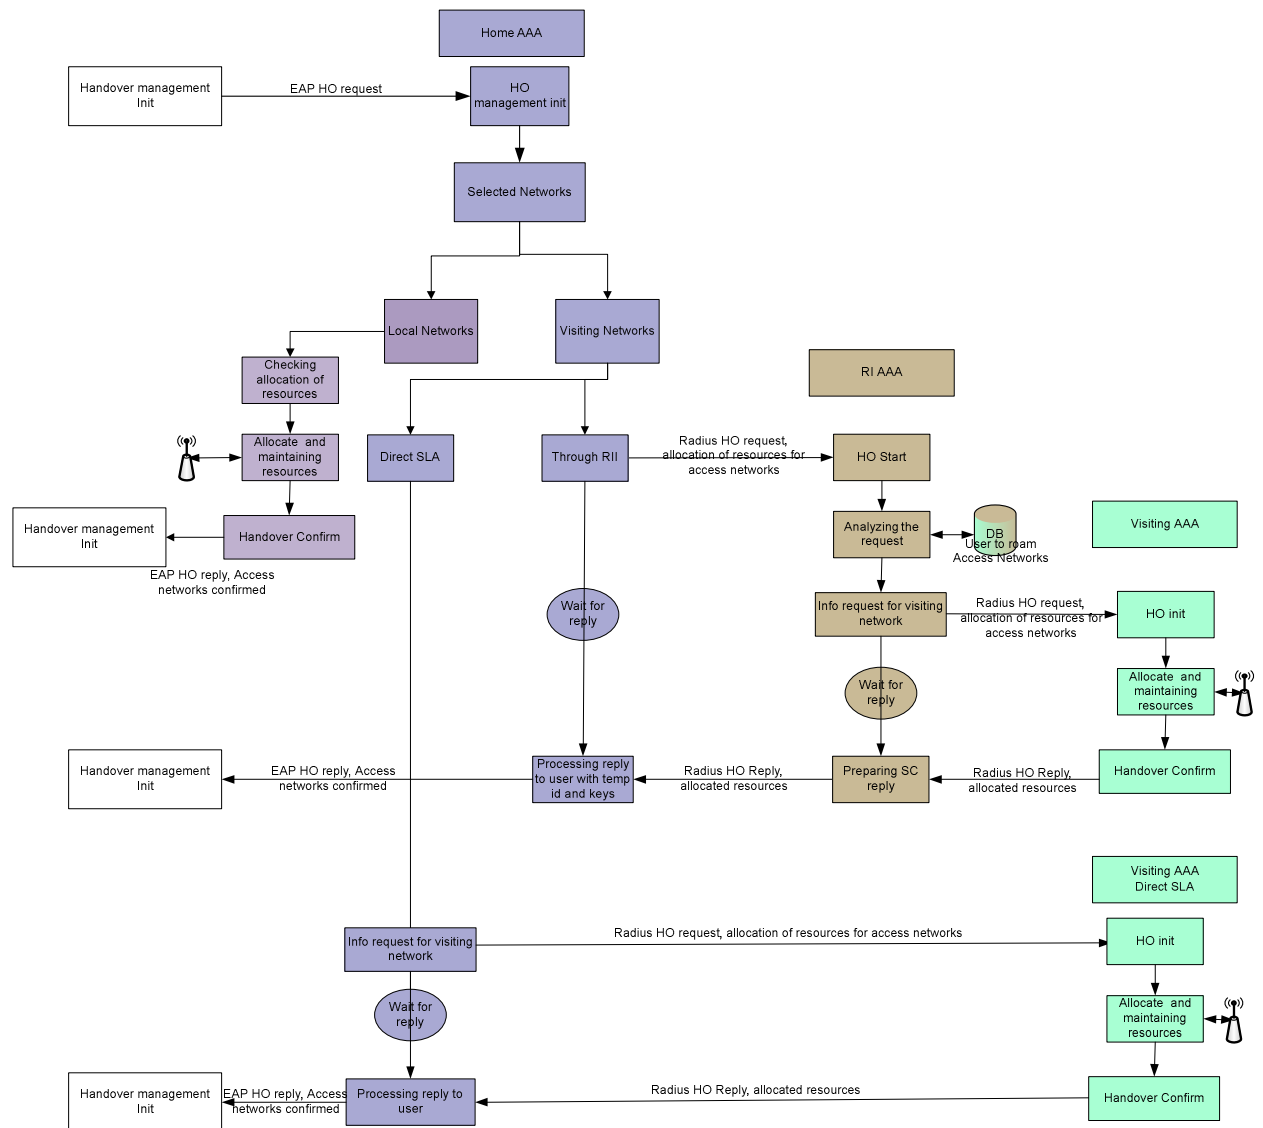 Home AAA
Handover management
Init
EAP HO request
HO
management init
Selected Networks
Local Networks
Visiting Networks
Checking
allocation of
resources
RI AAA
Allocate and
maintaining
resources
Direct SLA
Through RII
Radius HO request,
allocation of resources for
access networks
HO Start
Handover management
Init
Handover Confirm
EAP HO reply, Access
networks confirmed
Analyzing the
request
DB
User to roam
Access Networks
Visiting AAA
Wait for
reply
Info request for visiting
network
Radius HO request,
allocation of resources for
access networks
HO init
Wait for
reply
Allocate and
maintaining
resources
Handover management
Init
EAP HO reply, Access
networks confirmed
Processing reply
to user with temp
id and keys
Radius HO Reply,
allocated resources
Preparing SC
reply
Radius HO Reply,
allocated resources
Handover Confirm
Visiting AAA
Direct SLA
Info request for visiting
network
Radius HO request, allocation of resources for access networks
HO init
Wait for
reply
Allocate and
maintaining
resources
Handover management
Init
EAP HO reply, Access
networks confirmed
Processing reply to
user
Radius HO Reply, allocated resources
Handover Confirm